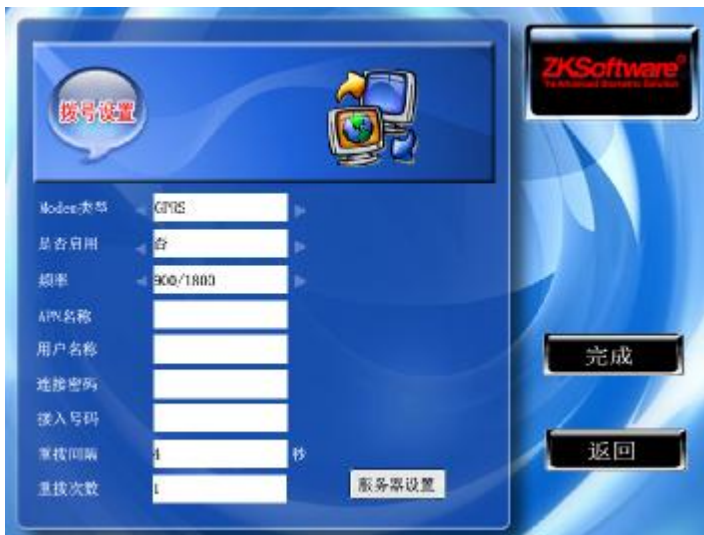 拨号设置
ZKSoftware®
Modem类型 GPRS
是否启用 否
频率 900/1800
APN名称
用户名称
连接密码
接入号码
重拨间隔 4 秒
重拨次数 1
服务器设置
完成
返回